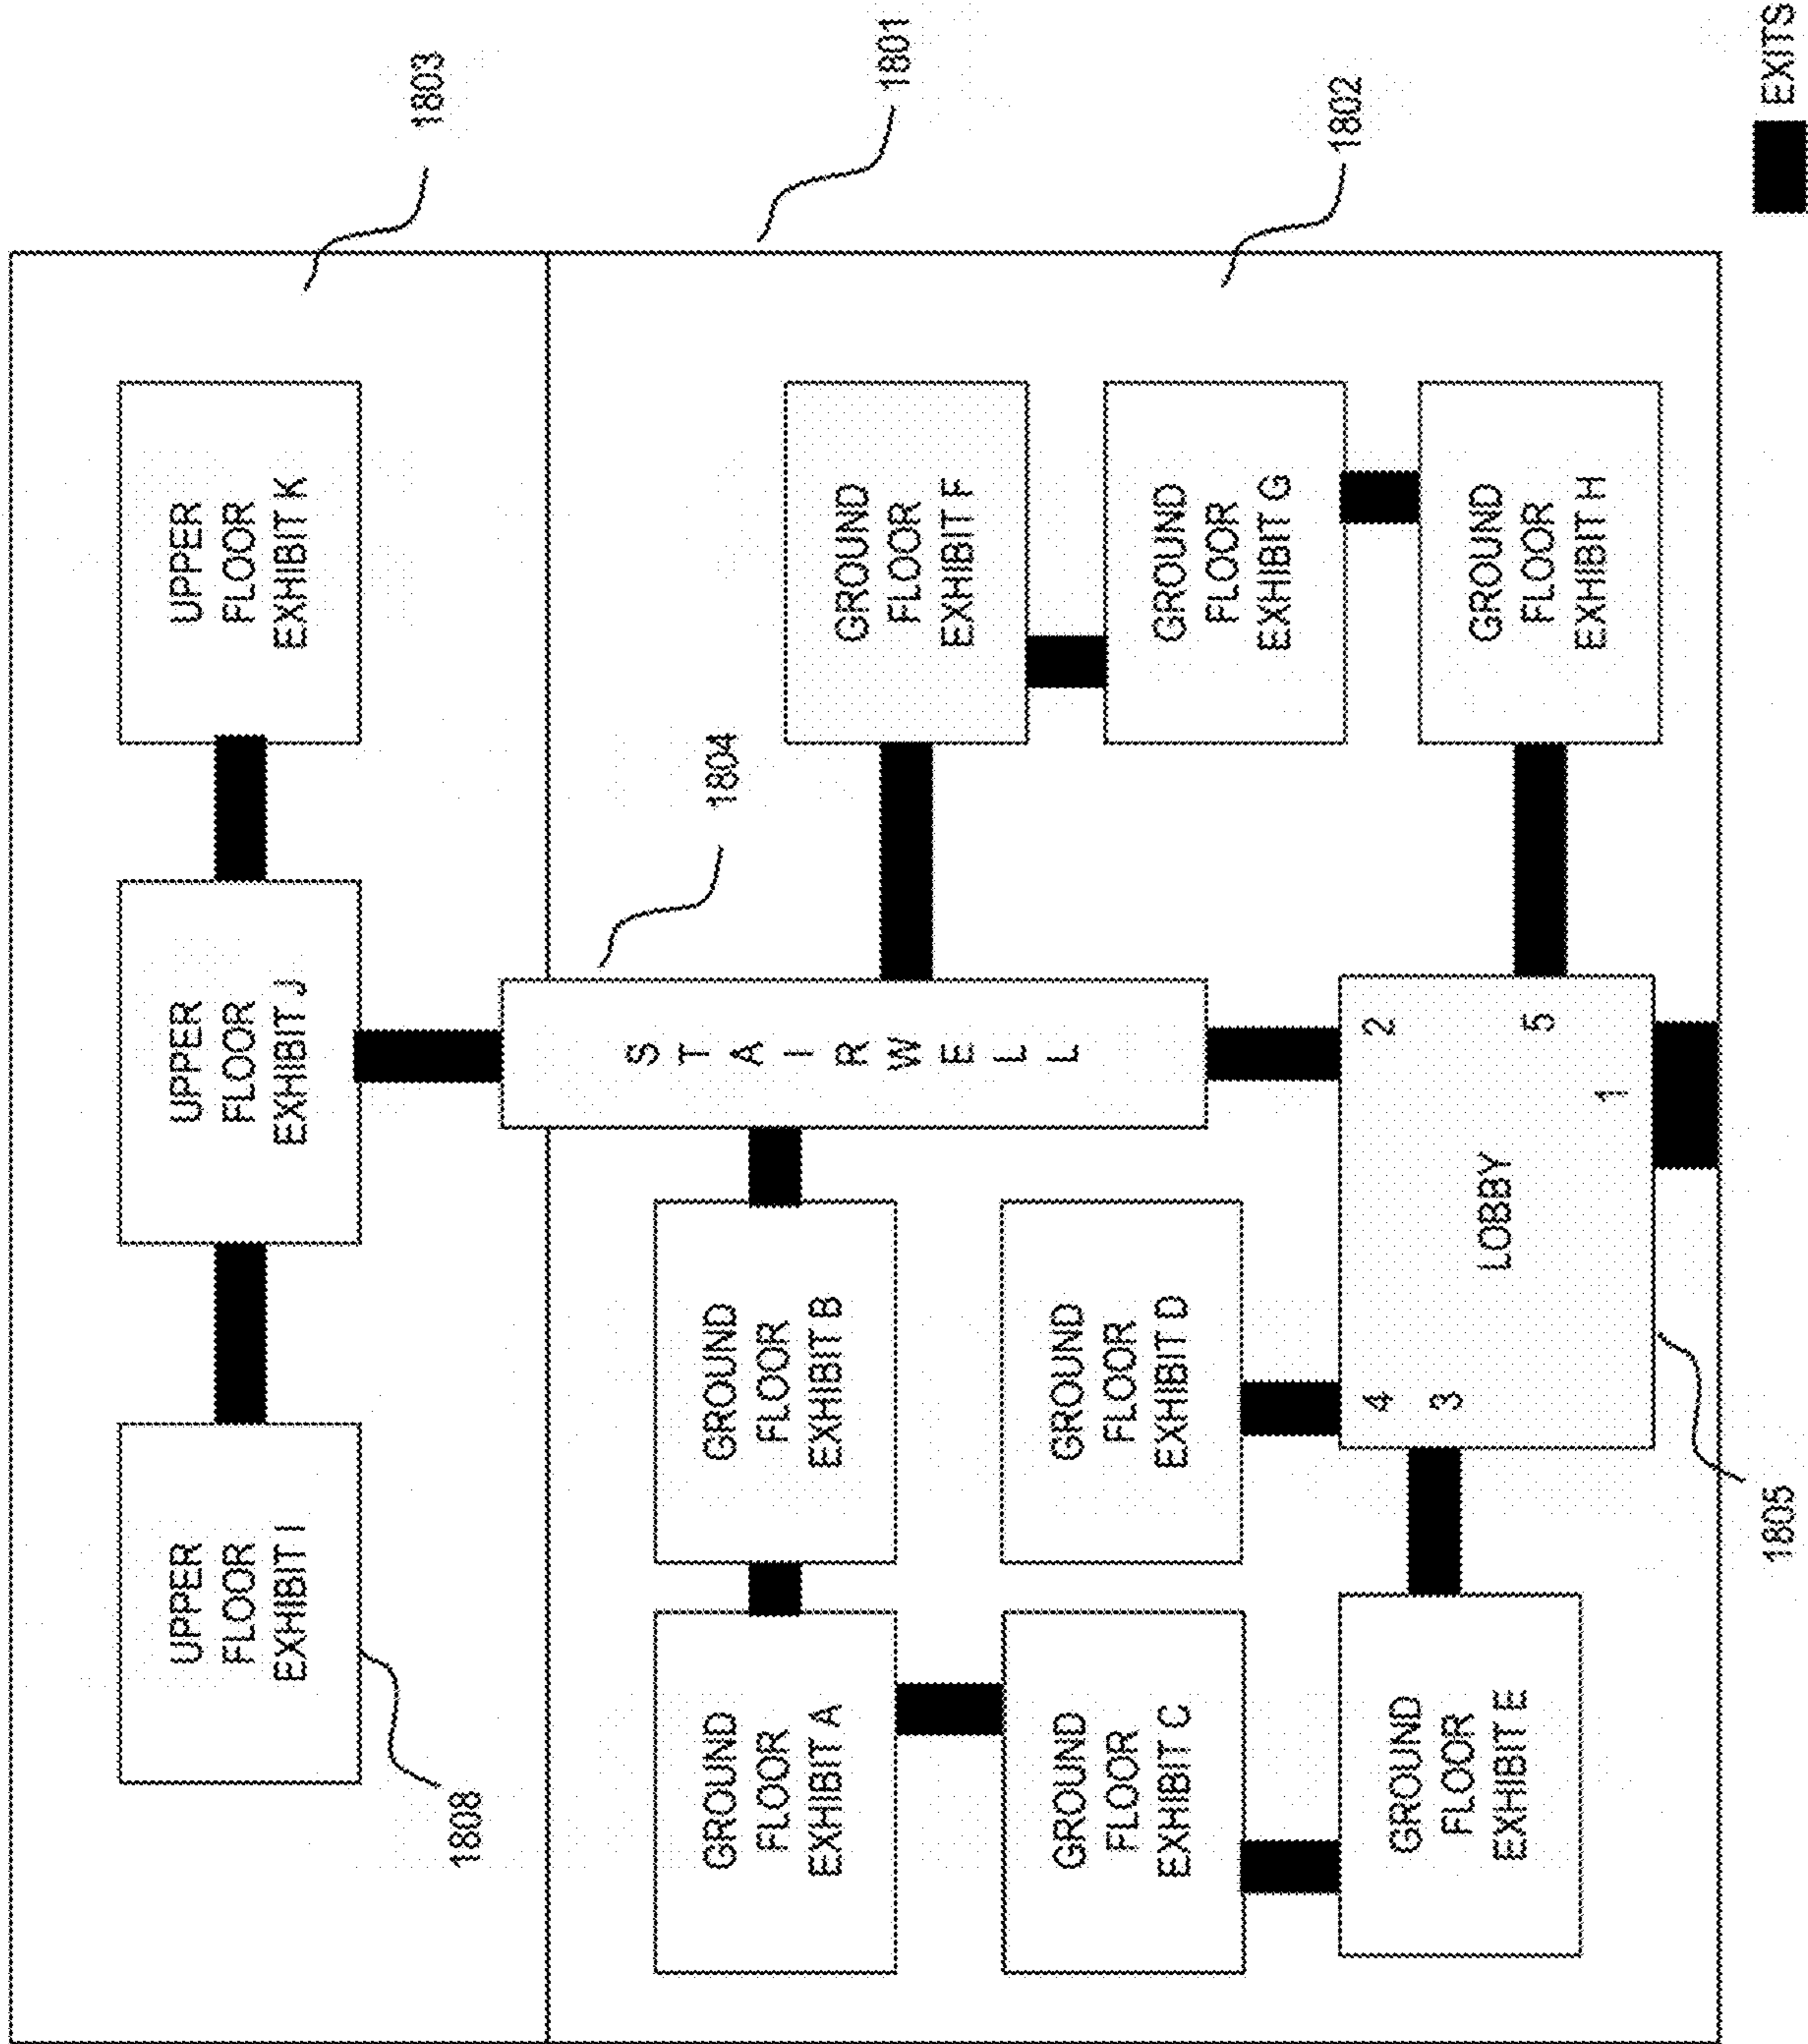 1803
1801
1802
UPPER
FLOOR
EXHIBIT I
UPPER
FLOOR
EXHIBIT J
UPPER
FLOOR
EXHIBIT K
1808
1804
GROUND
FLOOR
EXHIBIT A
GROUND
FLOOR
EXHIBIT B
STAIRWELL
GROUND
FLOOR
EXHIBIT F
GROUND
FLOOR
EXHIBIT C
GROUND
FLOOR
EXHIBIT D
GROUND
FLOOR
EXHIBIT G
GROUND
FLOOR
EXHIBIT E
4
2
3
LOBBY
5
1
GROUND
FLOOR
EXHIBIT H
1805
EXITS